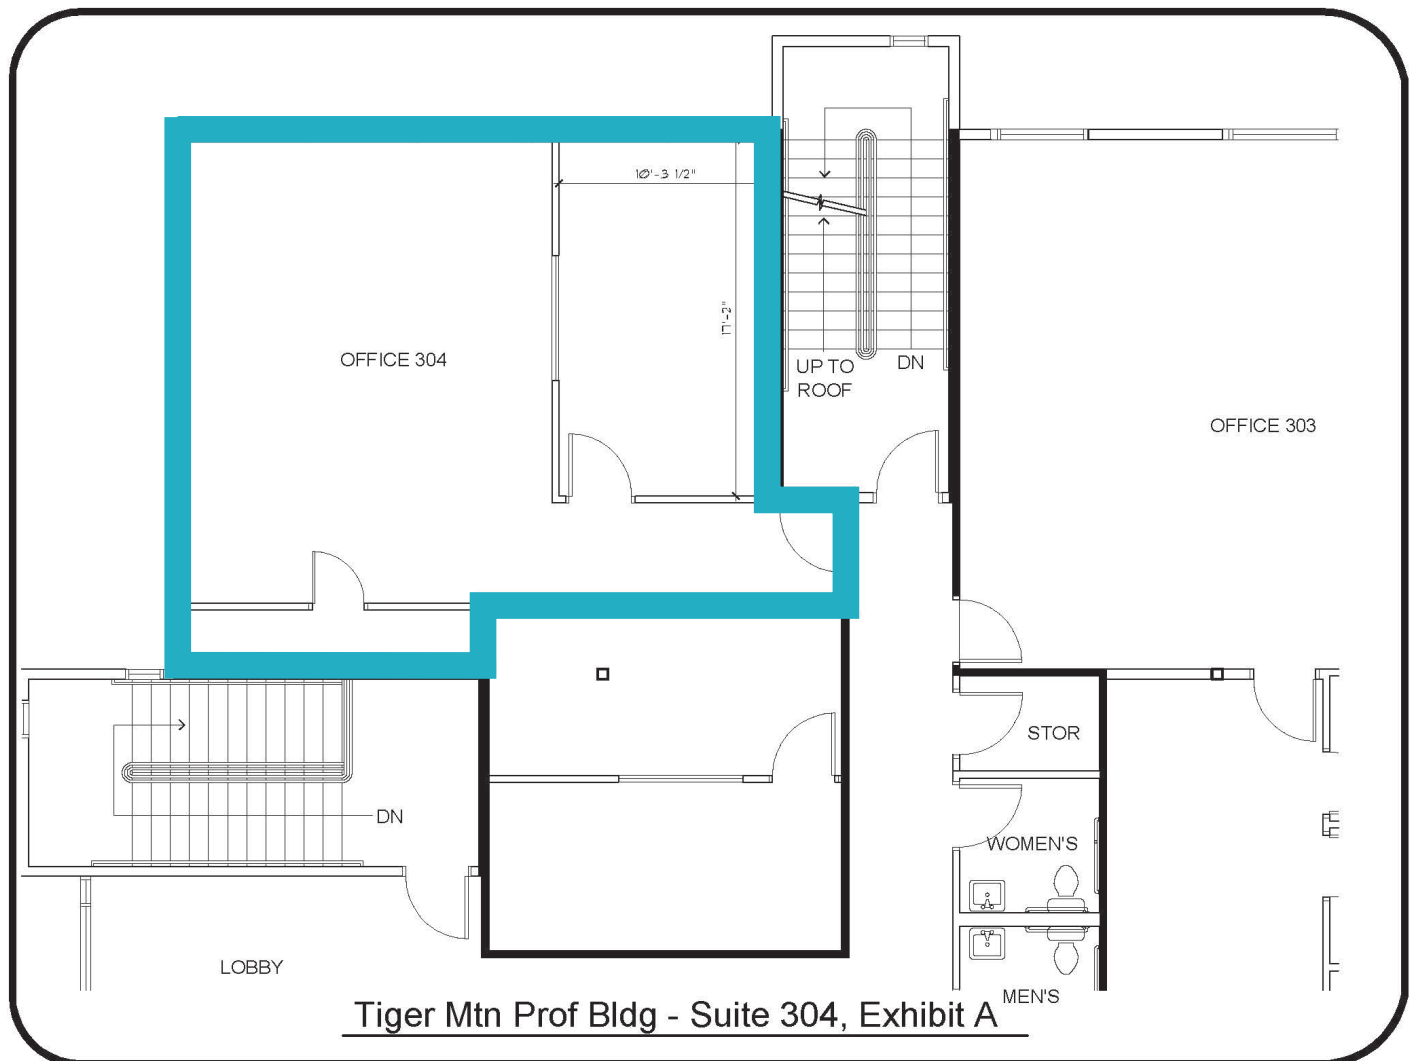 10'-3 1/2"
17'-2"
OFFICE 304
UP TO
ROOF
DN
OFFICE 303
STOR
DN
WOMEN'S
LOBBY
MEN'S
Tiger Mtn Prof Bldg - Suite 304, Exhibit A